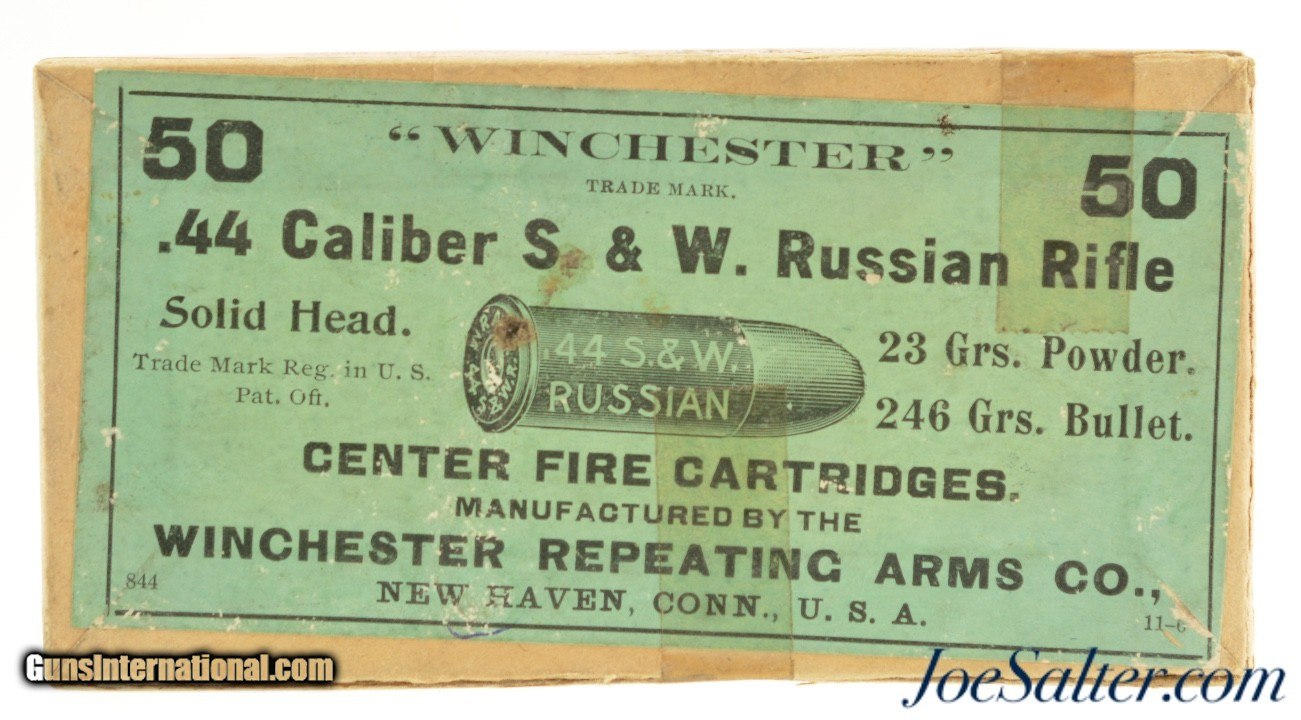 50 "WINCHESTER" 50
TRADE MARK.
.44 Caliber S. & W. Russian Rifle
Solid Head.
Trade Mark Reg. in U. S.
Pat. Off.
.44 S.&W.
RUSSIAN
W.R.A.
.44
S&W.R.
23 Grs. Powder.
246 Grs. Bullet.
CENTER FIRE CARTRIDGES.
MANUFACTURED BY THE
WINCHESTER REPEATING ARMS CO.,
NEW HAVEN, CONN., U. S. A.
844
GunsInternational.com
JoeSalter.com